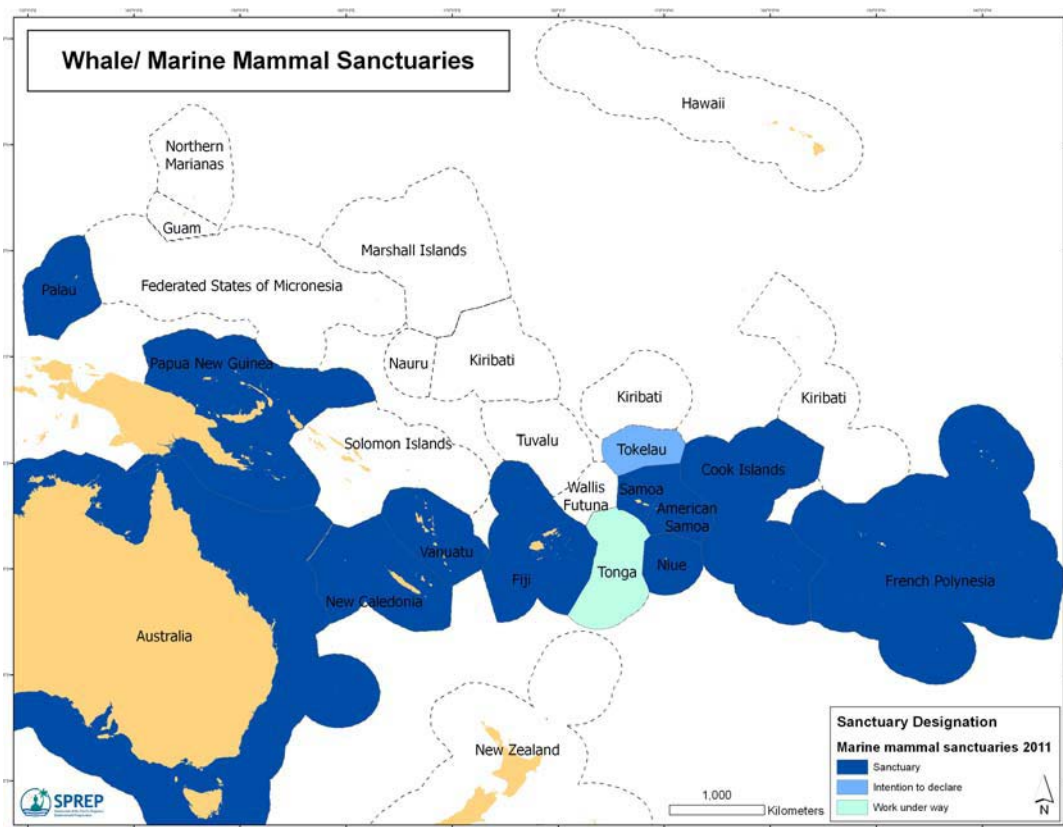 Whale/ Marine Mammal Sanctuaries
Hawaii
Northern
Marianas
Guam
Marshall Islands
Palau
Federated States of Micronesia
Papua New Guinea
Nauru
Kiribati
Kiribati
Kiribati
Solomon Islands
Tuvalu
Tokelau
Cook Islands
Wallis
Futuna
Samoa
American
Samoa
Vanuatu
Fiji
Tonga
Niue
French Polynesia
New Caledonia
Australia
New Zealand
Sanctuary Designation
Marine mammal sanctuaries 2011
Sanctuary
Intention to declare
Work under way
N
1,000
Kilometers
SPREP